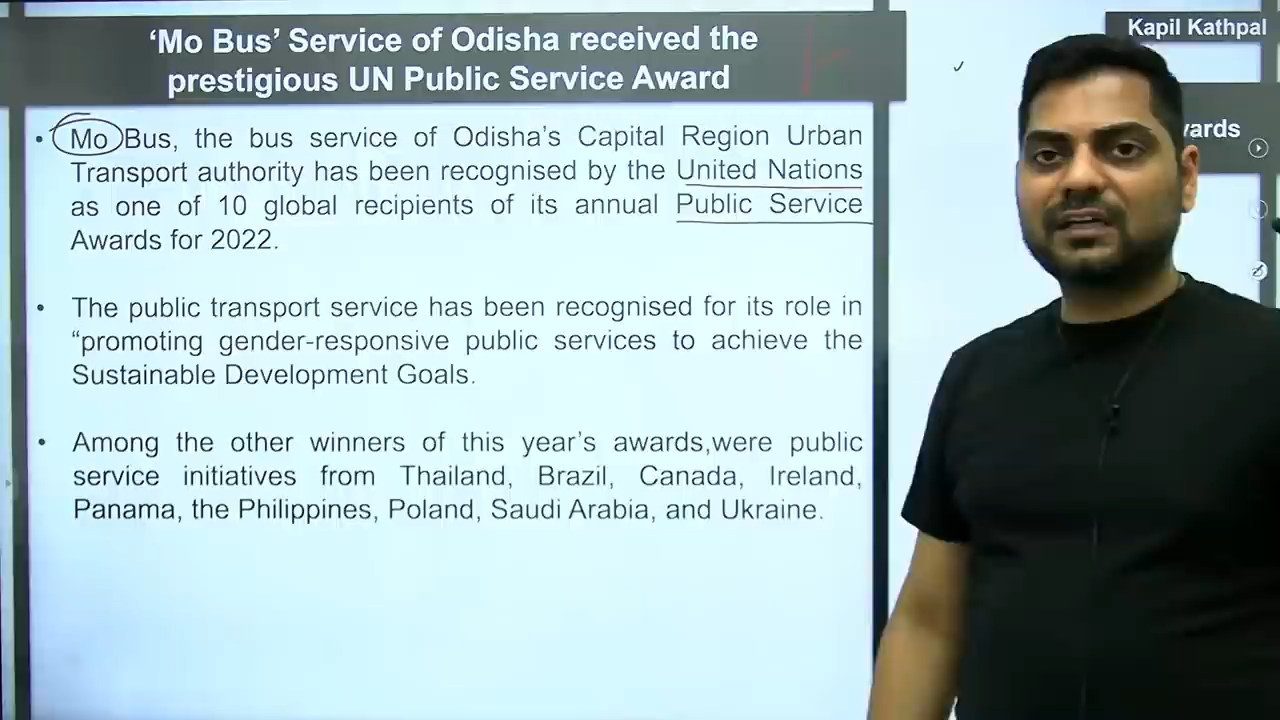 ‘Mo Bus’ Service of Odisha received the
prestigious UN Public Service Award
Kapil Kathpal
• Mo Bus, the bus service of Odisha’s Capital Region Urban
Transport authority has been recognised by the United Nations
as one of 10 global recipients of its annual Public Service
Awards for 2022.
• The public transport service has been recognised for its role in
“promoting gender-responsive public services to achieve the
Sustainable Development Goals.
• Among the other winners of this year’s awards,were public
service initiatives from Thailand, Brazil, Canada, Ireland,
Panama, the Philippines, Poland, Saudi Arabia, and Ukraine.